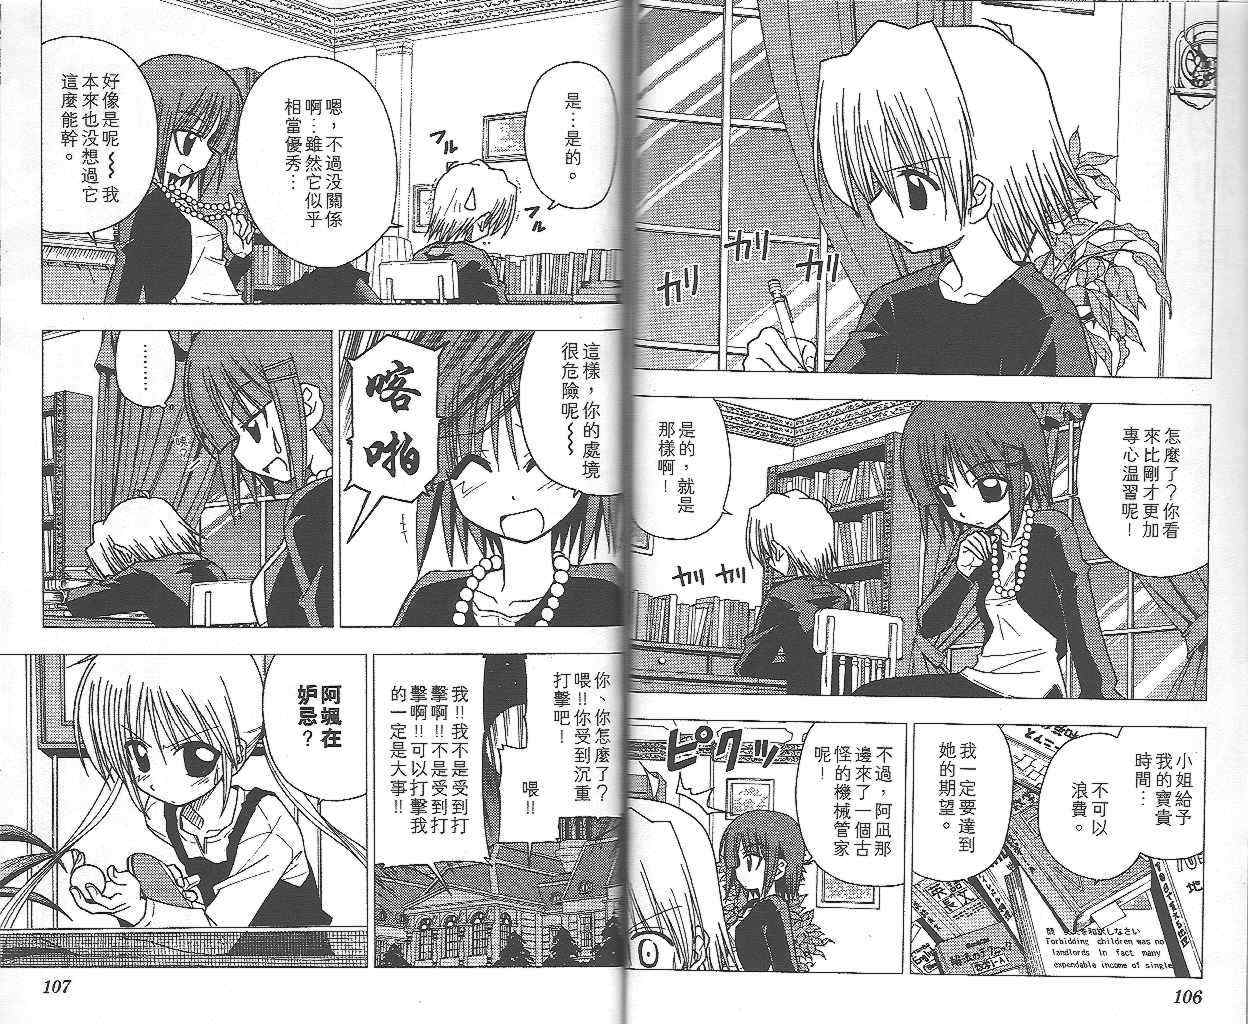 カリ
カリ
カリ
怎麼了？你看
來比剛才更加
專心温習呢！
是的，就是
那樣啊！
カリ
カリ
小姐給予
我的寶貴
時間…
不可以
浪費。
我一定要達到
她的期望。
Forbidding children was no
landlords In fact many
expendable income of single
不過，阿凪那
邊來了一個古
怪的機械管家
呢！
ピクッ
106
是…是的。
フル
フル
嗯，不過没關係
啊…雖然它似乎
相當優秀…
好像是呢～我
本來也没想過它
這麼能幹。
這樣，你的處境
很危險呢～
喀
啪
………
你、你怎麼了？
喂!!你受到沉重
打擊吧！
喂!!
我!!我不是受到打
擊啊!!不是受到打
擊啊!!可以打擊我
的一定是大事!!
阿颯在
妒忌？
107